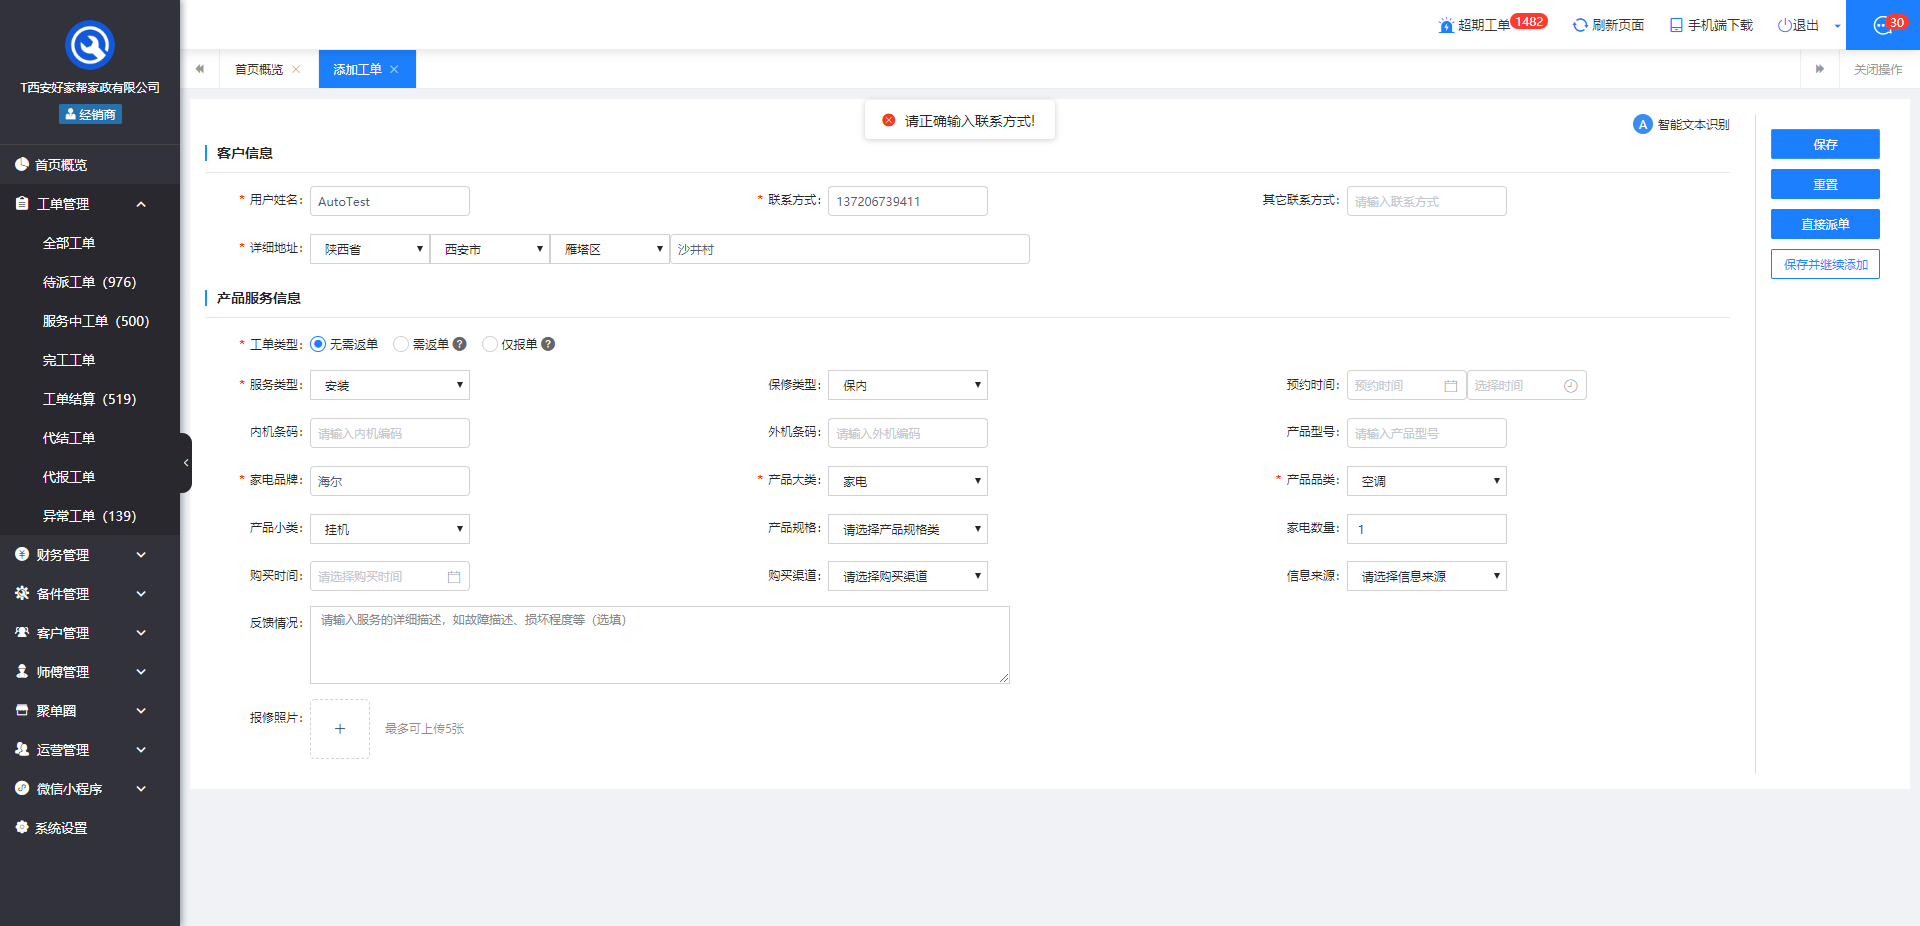 超期工单 1482 刷新页面 手机端下载 退出 30
T西安好家帮家政有限公司
经销商
首页概览 添加工单 关闭操作
请正确输入联系方式!
A 智能文本识别
首页概览
工单管理
全部工单
待派工单（976）
服务中工单（500）
完工工单
工单结算（519）
代结工单
代报工单
异常工单（139）
财务管理
备件管理
客户管理
师傅管理
聚单圈
运营管理
微信小程序
系统设置
客户信息
* 用户姓名: AutoTest * 联系方式: 137206739411 其它联系方式: 请输入联系方式
* 详细地址: 陕西省 西安市 雁塔区 沙井村
产品服务信息
* 工单类型: 无需返单 需返单 ? 仅报单 ?
* 服务类型: 安装 保修类型: 保内 预约时间: 预约时间 选择时间
内机条码: 请输入内机编码 外机条码: 请输入外机编码 产品型号: 请输入产品型号
* 家电品牌: 海尔 * 产品大类: 家电 * 产品品类: 空调
产品小类: 挂机 产品规格: 请选择产品规格类 家电数量: 1
购买时间: 请选择购买时间 购买渠道: 请选择购买渠道 信息来源: 请选择信息来源
反馈情况: 请输入服务的详细描述，如故障描述、损坏程度等（选填）
报修照片: + 最多可上传5张
保存
重置
直接派单
保存并继续添加